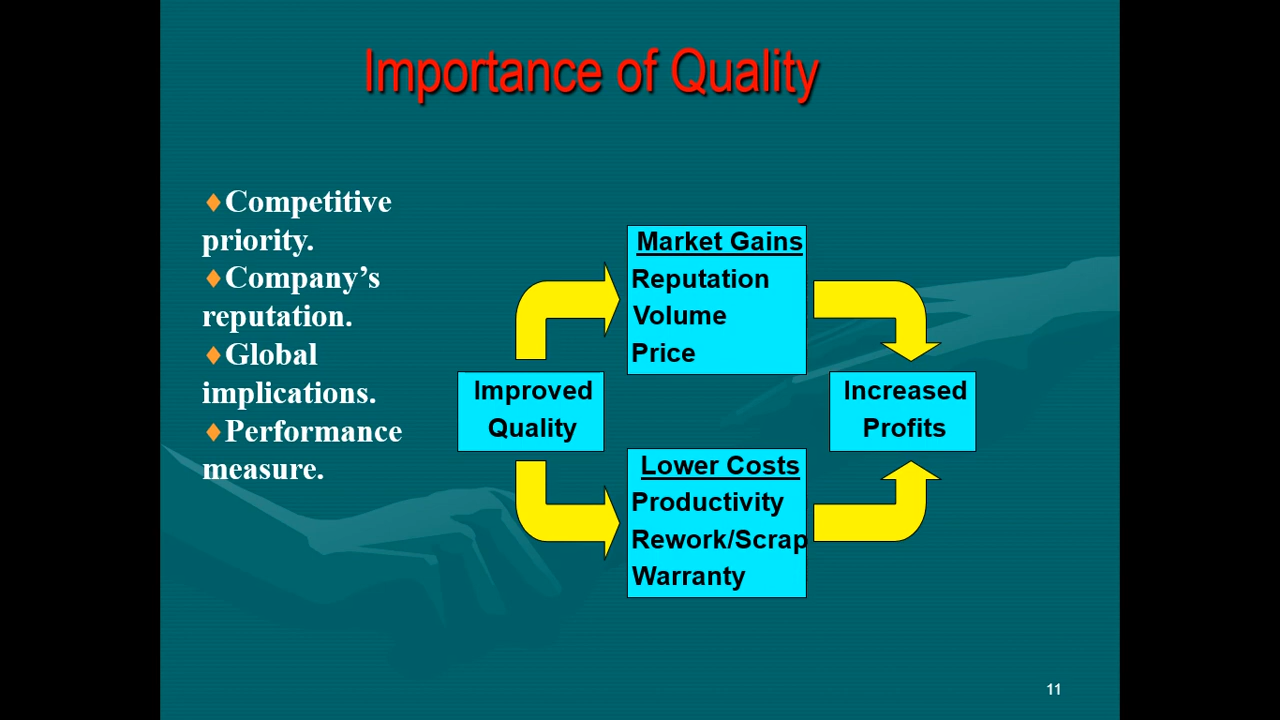 Importance of Quality
♦Competitive
priority.
♦Company’s
reputation.
♦Global
implications.
♦Performance
measure.
Market Gains
Reputation
Volume
Price
Improved
Quality
Increased
Profits
Lower Costs
Productivity
Rework/Scrap
Warranty
11